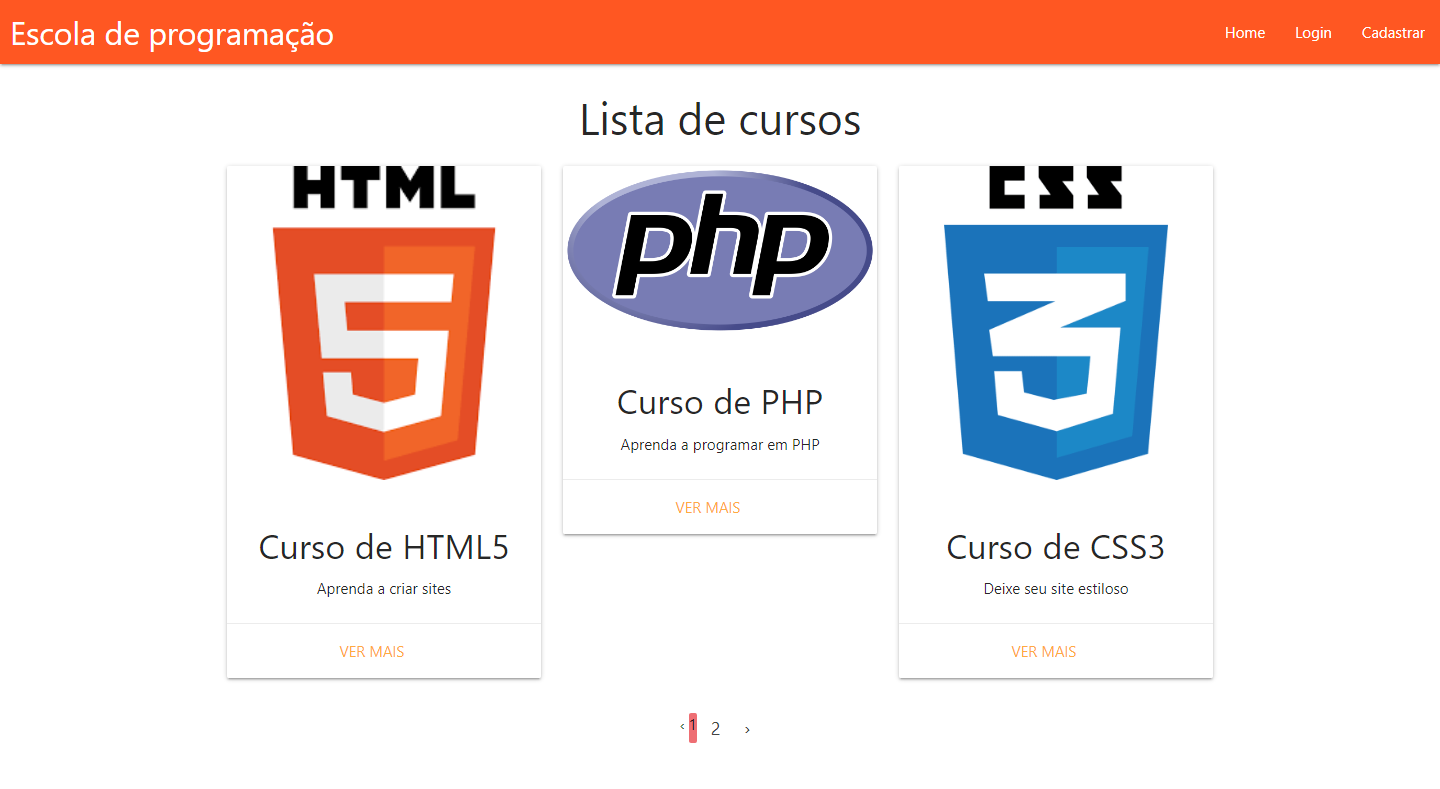 Escola de programação
Home Login Cadastrar
Lista de cursos
HTML
5
Curso de HTML5
Aprenda a criar sites
VER MAIS
php
Curso de PHP
Aprenda a programar em PHP
VER MAIS
CSS
3
Curso de CSS3
Deixe seu site estiloso
VER MAIS
‹ 1 2 ›